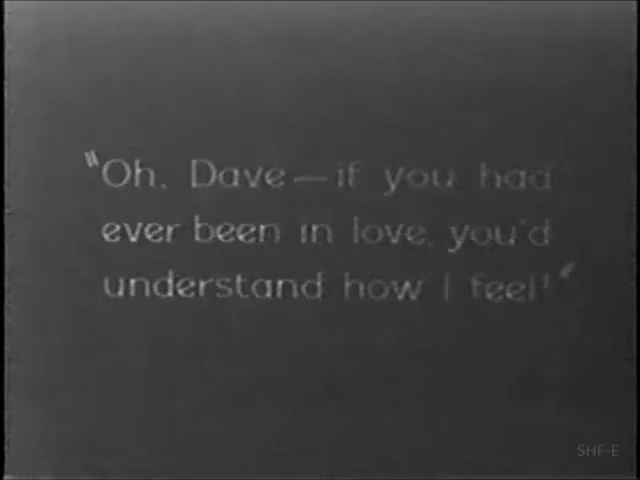 "Oh, Dave—if you had
ever been in love, you'd
understand how I feel!"
SHF-E